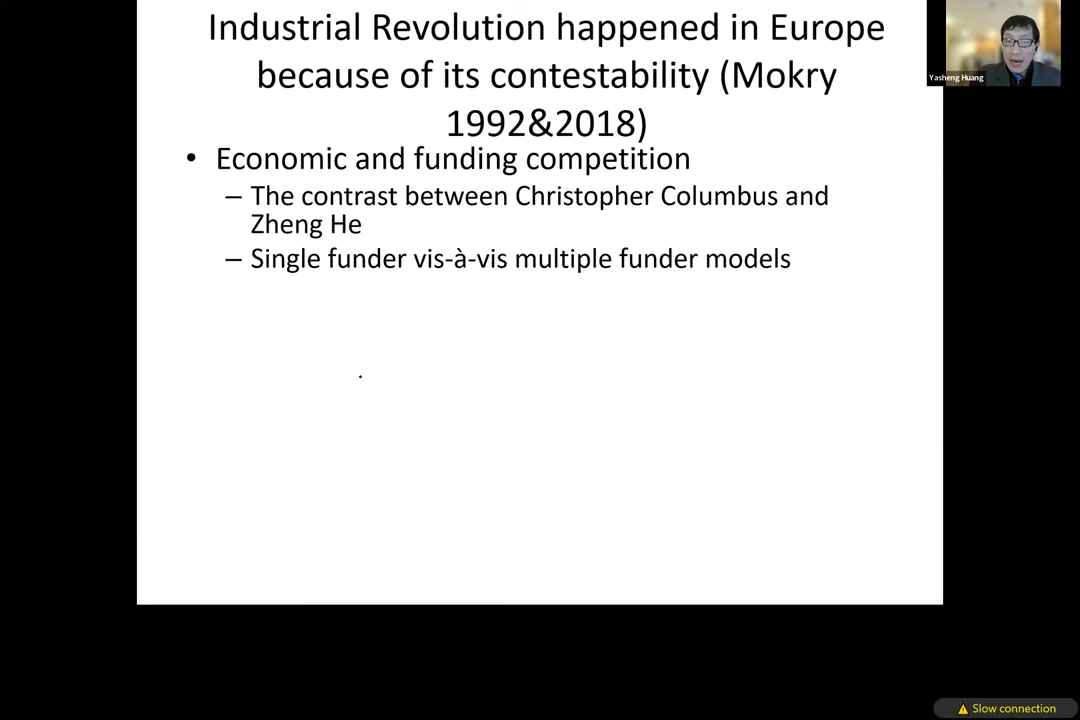 Industrial Revolution happened in Europe
because of its contestability (Mokry
1992&2018)
• Economic and funding competition
– The contrast between Christopher Columbus and
Zheng He
– Single funder vis-à-vis multiple funder models
Yasheng Huang
Slow connection